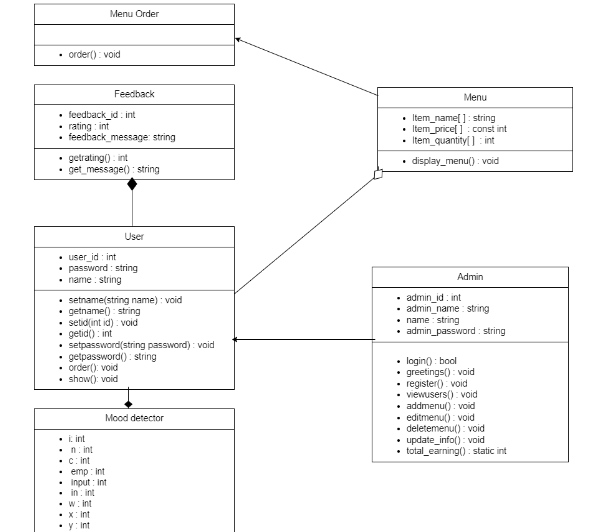 Menu Order
• order() : void
Feedback
• feedback_id : int
• rating : int
• feedback_message: string
• getrating() : int
• get_message() : string
Menu
• Item_name[ ] : string
• Item_price[ ] : const int
• Item_quantity[ ] : int
• display_menu() : void
User
• user_id : int
• password : string
• name : string
• setname(string name) : void
• getname() : string
• setid(int id) : void
• getid() : int
• setpassword(string password) : void
• getpassword() : string
• order(): void
• show(): void
Admin
• admin_id : int
• admin_name : string
• name : string
• admin_password : string
• login() : bool
• greetings() : void
• register() : void
• viewusers() : void
• addmenu() : void
• editmenu() : void
• deletemenu() : void
• update_info() : void
• total_earning() : static int
Mood detector
• i: int
• n : int
• c : int
• emp : int
• input : int
• in : int
• w : int
• x : int
• y : int